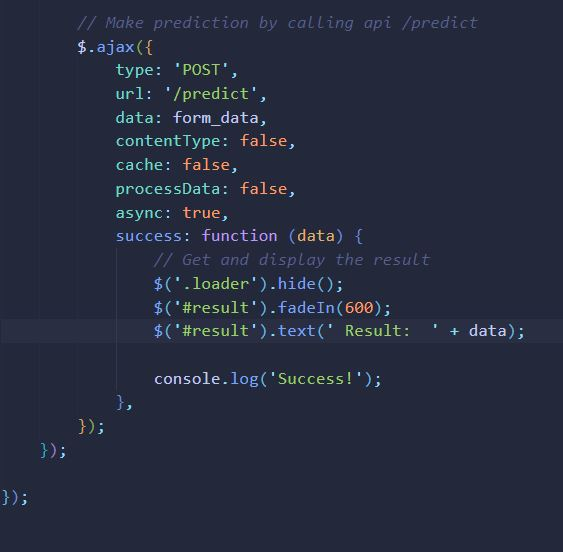 // Make prediction by calling api /predict
$.ajax({
type: 'POST',
url: '/predict',
data: form_data,
contentType: false,
cache: false,
processData: false,
async: true,
success: function (data) {
// Get and display the result
$('.loader').hide();
$('#result').fadeIn(600);
$('#result').text(' Result:  ' + data);
console.log('Success!');
},
});
});
});